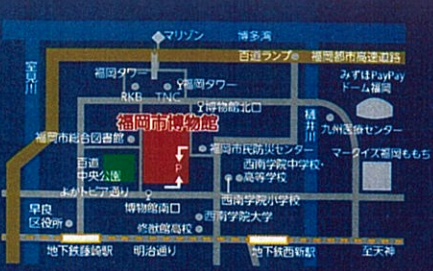 マリゾン
博多湾
百道ランプ
福岡都市高速道路
室見川
福岡タワー
福岡タワー
みずほPayPay
ドーム福岡
RKB
TNC
博物館北口
樋井川
福岡市博物館
九州医療センター
福岡市総合図書館
福岡市民防災センター
マークイズ福岡ももち
百道
中央公園
P
西南学院中学校・
高等学校
よかトピア通り
西南学院小学校
博物館南口
早良
区役所
西南学院大学
修猷館高校
地下鉄藤崎駅
明治通り
地下鉄西新駅
至天神